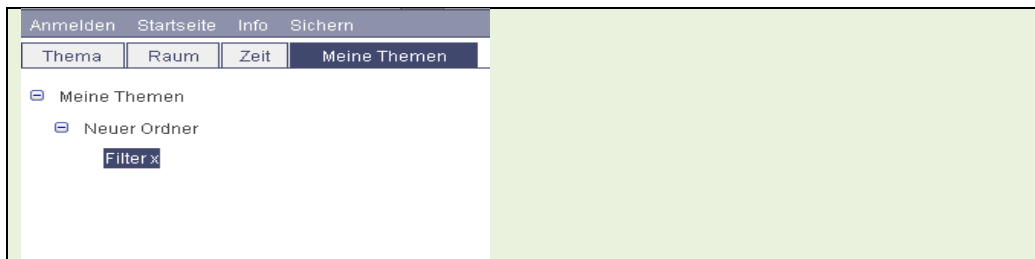 Anmelden Startseite Info Sichern
Thema Raum Zeit Meine Themen
Meine Themen
Neuer Ordner
Filter x